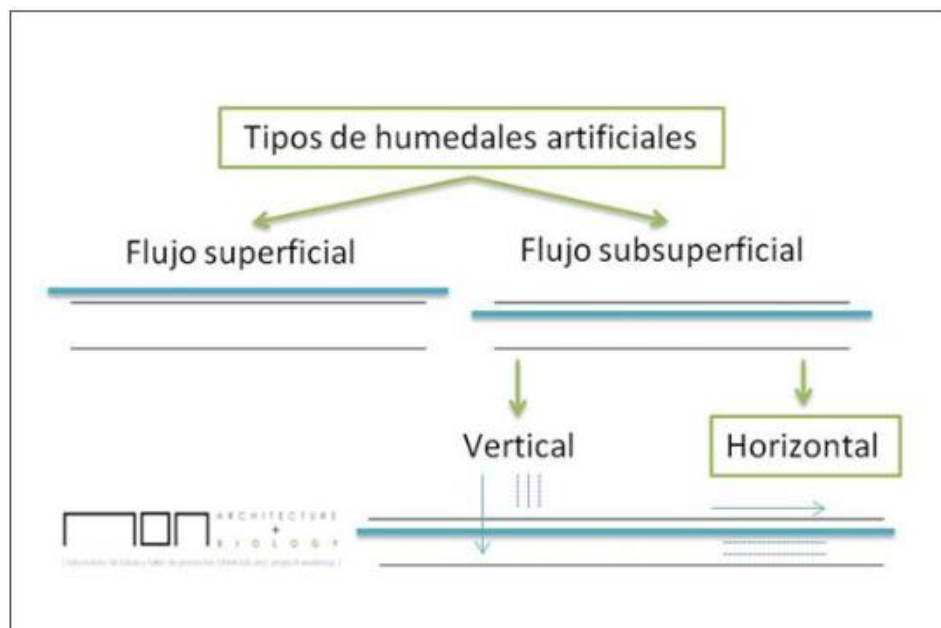 Tipos de humedales artificiales
Flujo superficial
Flujo subsuperficial
Vertical
Horizontal
ARCHITECTURE
+
BIOLOGY